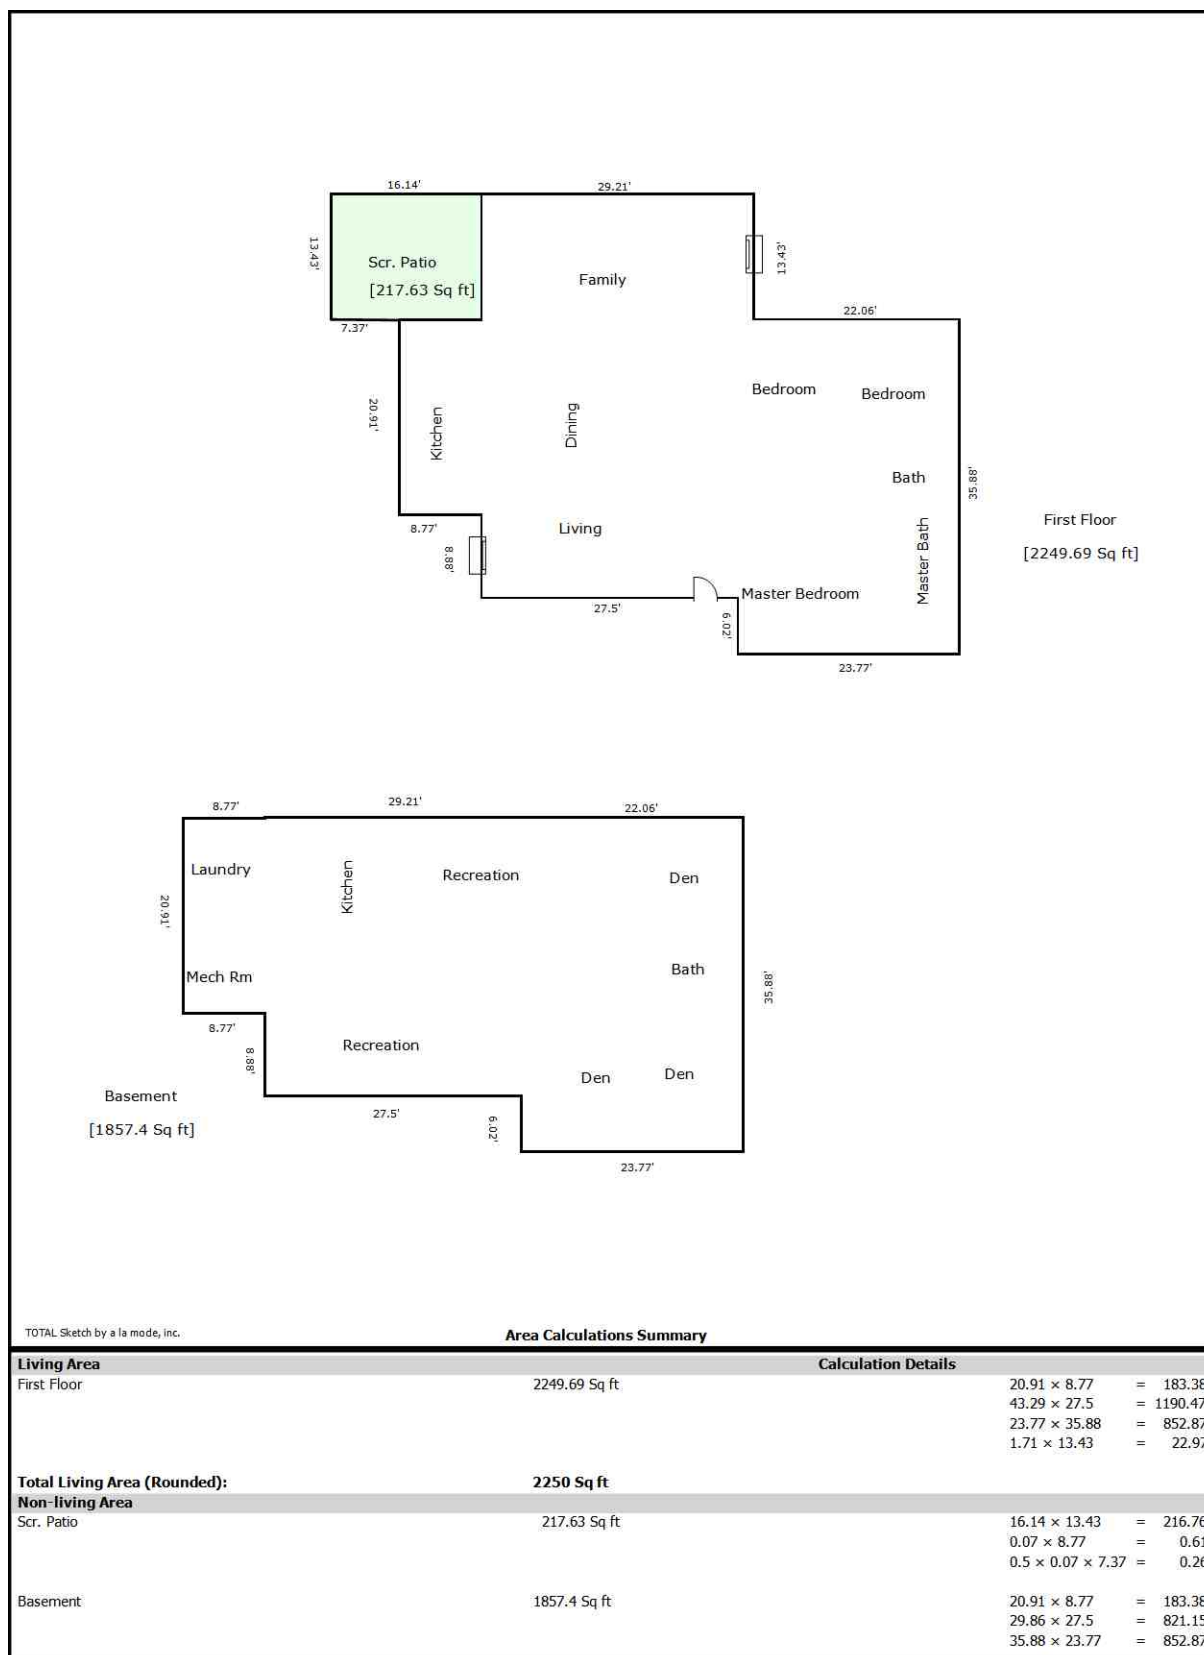 16.14' 29.21'
13.43' Scr. Patio
[217.63 Sq ft]
Family
13.43'
7.37' 22.06'
20.91' Kitchen Dining Bedroom Bedroom
Bath
35.88'
8.77' Living Master Bath First Floor
8.88' [2249.69 Sq ft]
27.5' Master Bedroom
6.02'
23.77'
8.77' 29.21' 22.06'
Laundry Kitchen Recreation Den
20.91'
Mech Rm Bath
35.88'
8.77'
8.88' Recreation
Den Den
Basement
27.5' 6.02'
[1857.4 Sq ft]
23.77'
TOTAL Sketch by a la mode, inc. Area Calculations Summary
Living Area Calculation Details
First Floor 2249.69 Sq ft 20.91 × 8.77 = 183.38
43.29 × 27.5 = 1190.47
23.77 × 35.88 = 852.87
1.71 × 13.43 = 22.97
Total Living Area (Rounded): 2250 Sq ft
Non-living Area
Scr. Patio 217.63 Sq ft 16.14 × 13.43 = 216.76
0.07 × 8.77 = 0.61
0.5 × 0.07 × 7.37 = 0.26
Basement 1857.4 Sq ft 20.91 × 8.77 = 183.38
29.86 × 27.5 = 821.15
35.88 × 23.77 = 852.87